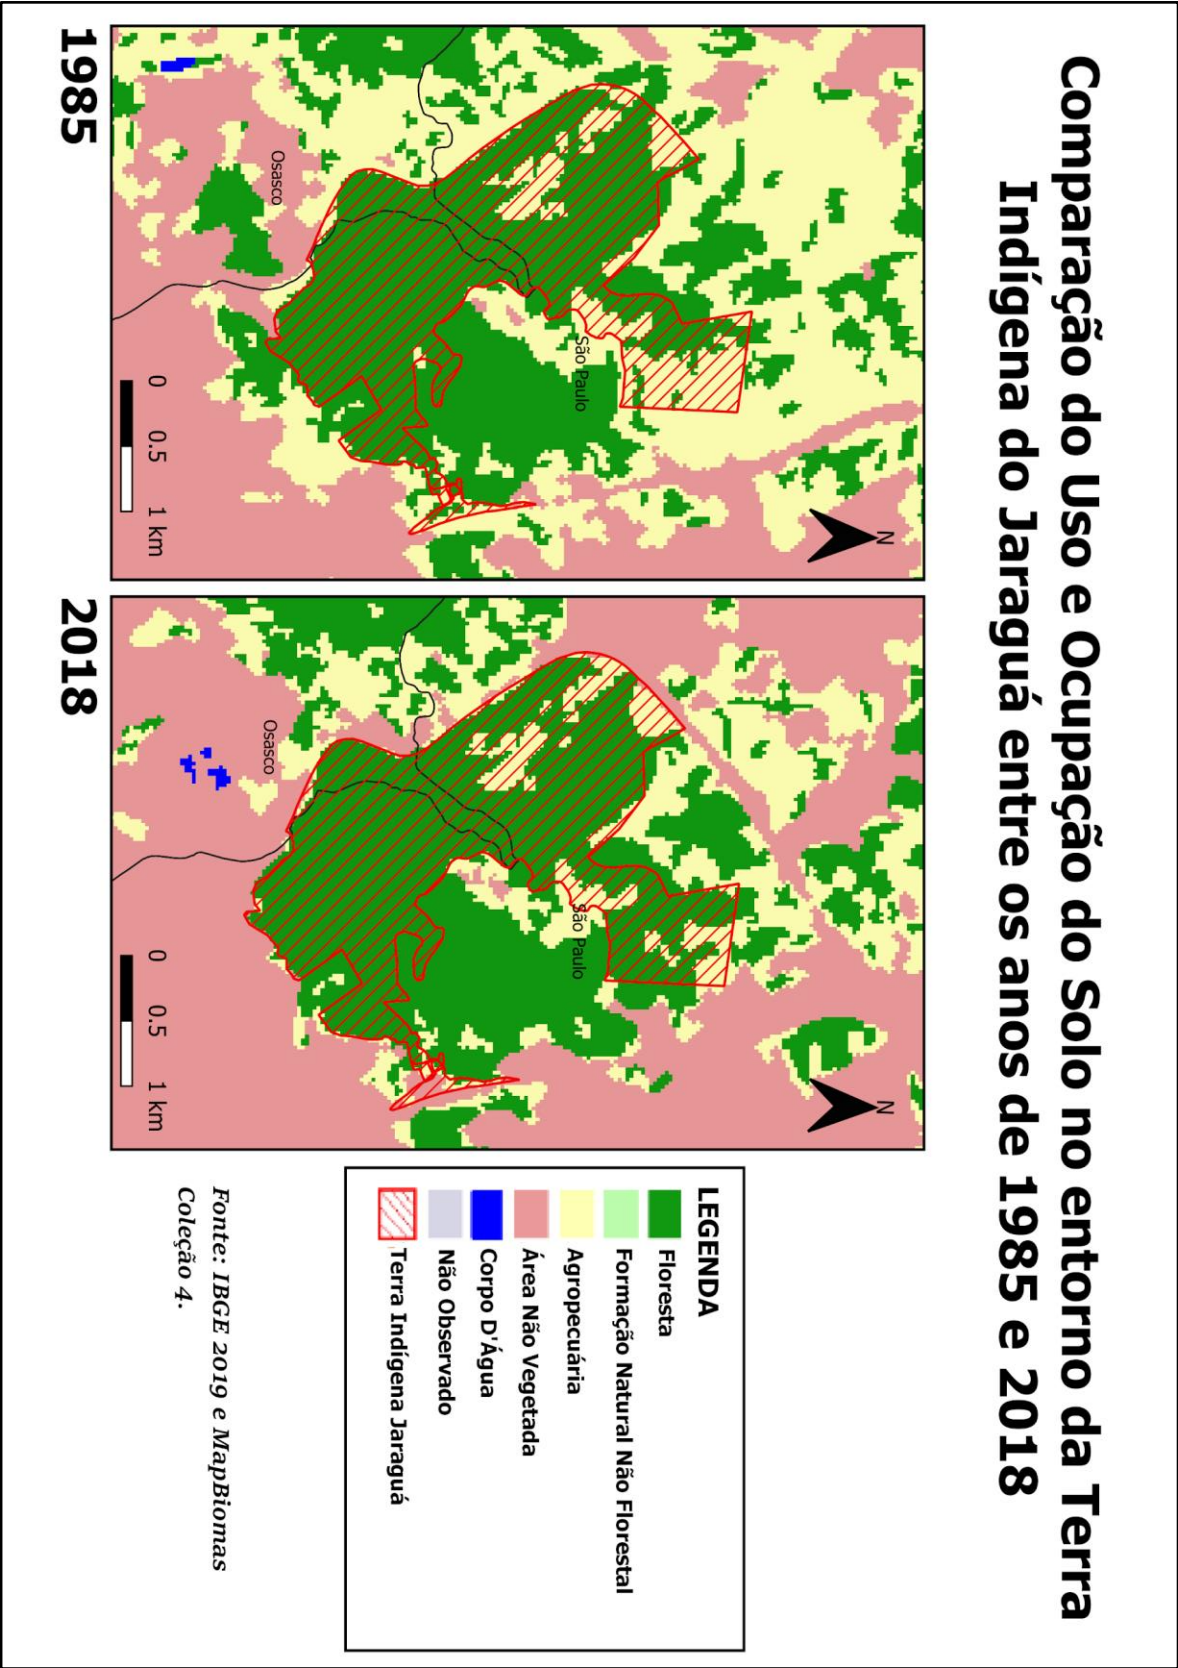 Comparação do Uso e Ocupação do Solo no entorno da Terra
Indígena do Jaraguá entre os anos de 1985 e 2018
N
São Paulo
Osasco
0 0.5 1 km
1985
N
São Paulo
Osasco
0 0.5 1 km
2018
LEGENDA
Floresta
Formação Natural Não Florestal
Agropecuária
Área Não Vegetada
Corpo D'Água
Não Observado
Terra Indígena Jaraguá
Fonte: IBGE 2019 e MapBiomas
Coleção 4.